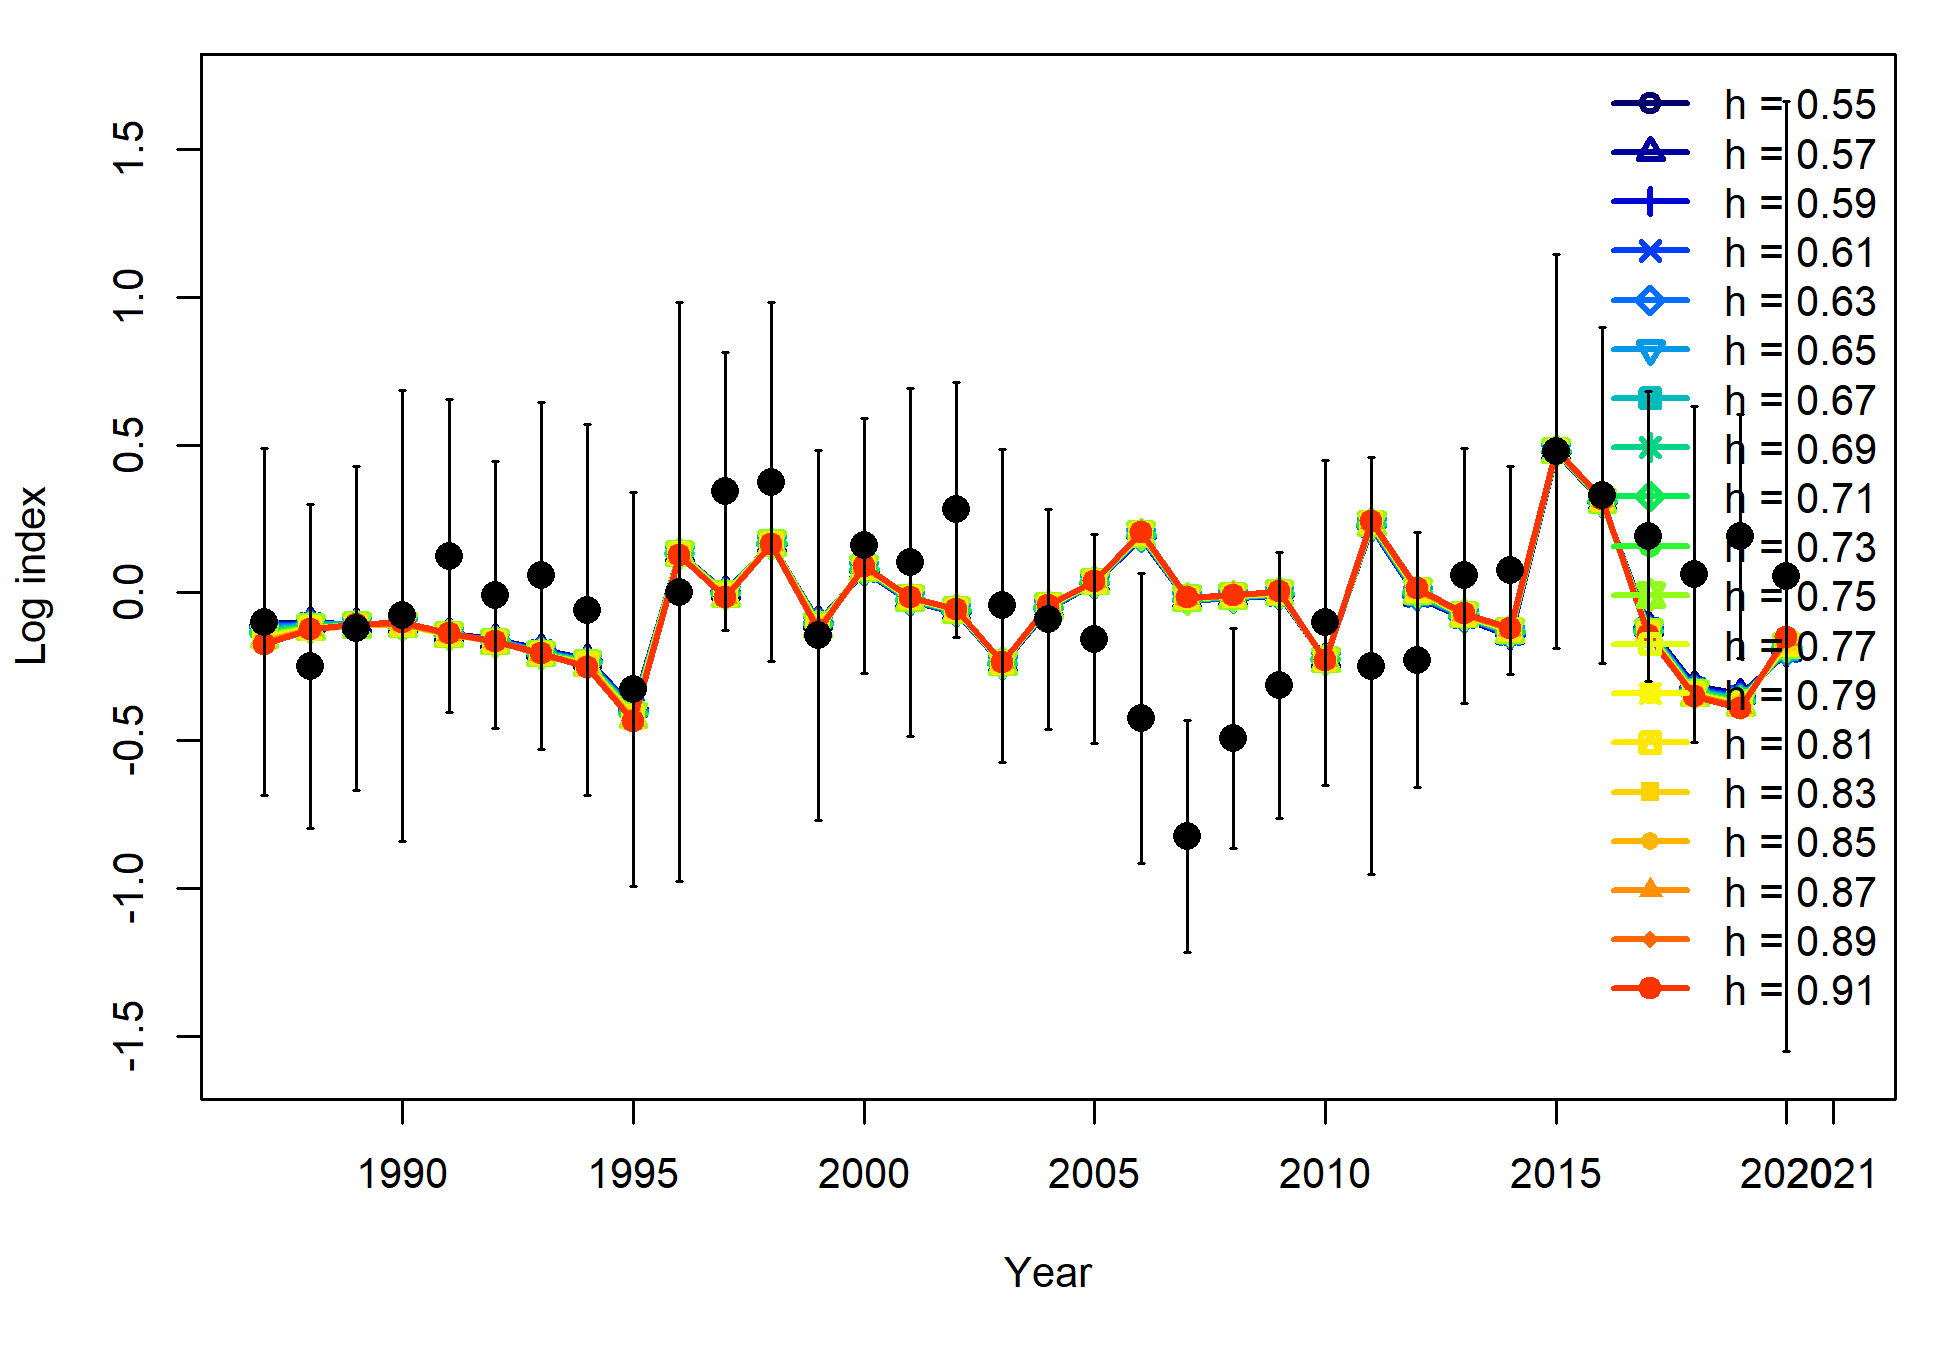 h = 0.55
h = 0.57
h = 0.59
h = 0.61
h = 0.63
h = 0.65
h = 0.67
h = 0.69
h = 0.71
h = 0.73
h = 0.75
h = 0.77
h = 0.79
h = 0.81
h = 0.83
h = 0.85
h = 0.87
h = 0.89
h = 0.91
1.5
1.0
0.5
0.0
-0.5
-1.0
-1.5
Log index
1990 1995 2000 2005 2010 2015 2020 2021
Year